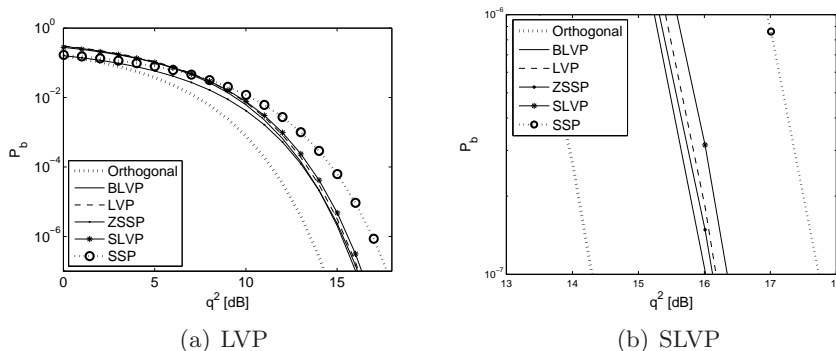 10^0
10^-2
10^-4
10^-6
P_b
0 5 10 15
q^2 [dB]
Orthogonal
BLVP
LVP
ZSSP
SLVP
SSP
(a) LVP
10^-6
10^-7
P_b
13 14 15 16 17
q^2 [dB]
Orthogonal
BLVP
LVP
ZSSP
SLVP
SSP
(b) SLVP